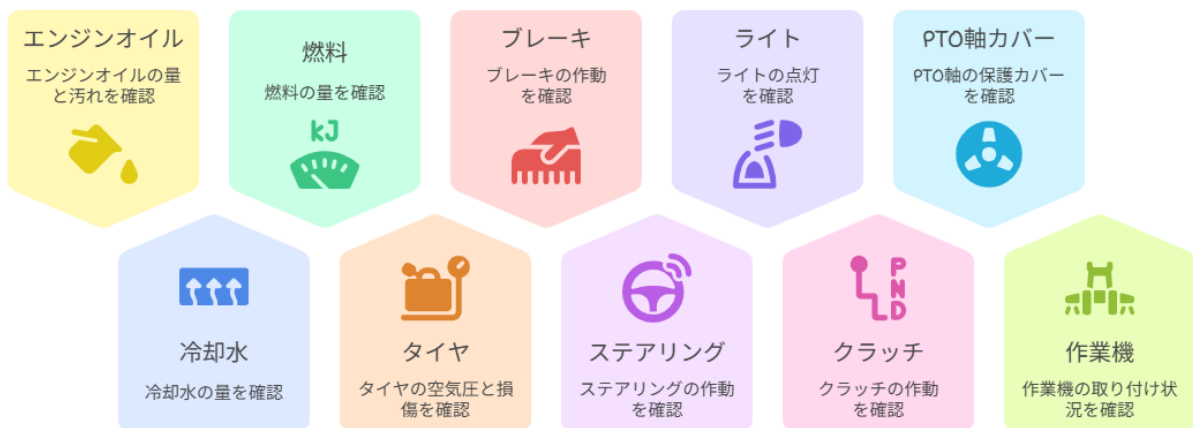 エンジンオイル
エンジンオイルの量
と汚れを確認
燃料
燃料の量を確認
kJ
ブレーキ
ブレーキの作動
を確認
ライト
ライトの点灯
を確認
PTO軸カバー
PTO軸の保護カバー
を確認
冷却水
冷却水の量を確認
タイヤ
タイヤの空気圧と損
傷を確認
ステアリング
ステアリングの作動
を確認
P
N
D
クラッチ
クラッチの作動
を確認
作業機
作業機の取り付け状
況を確認